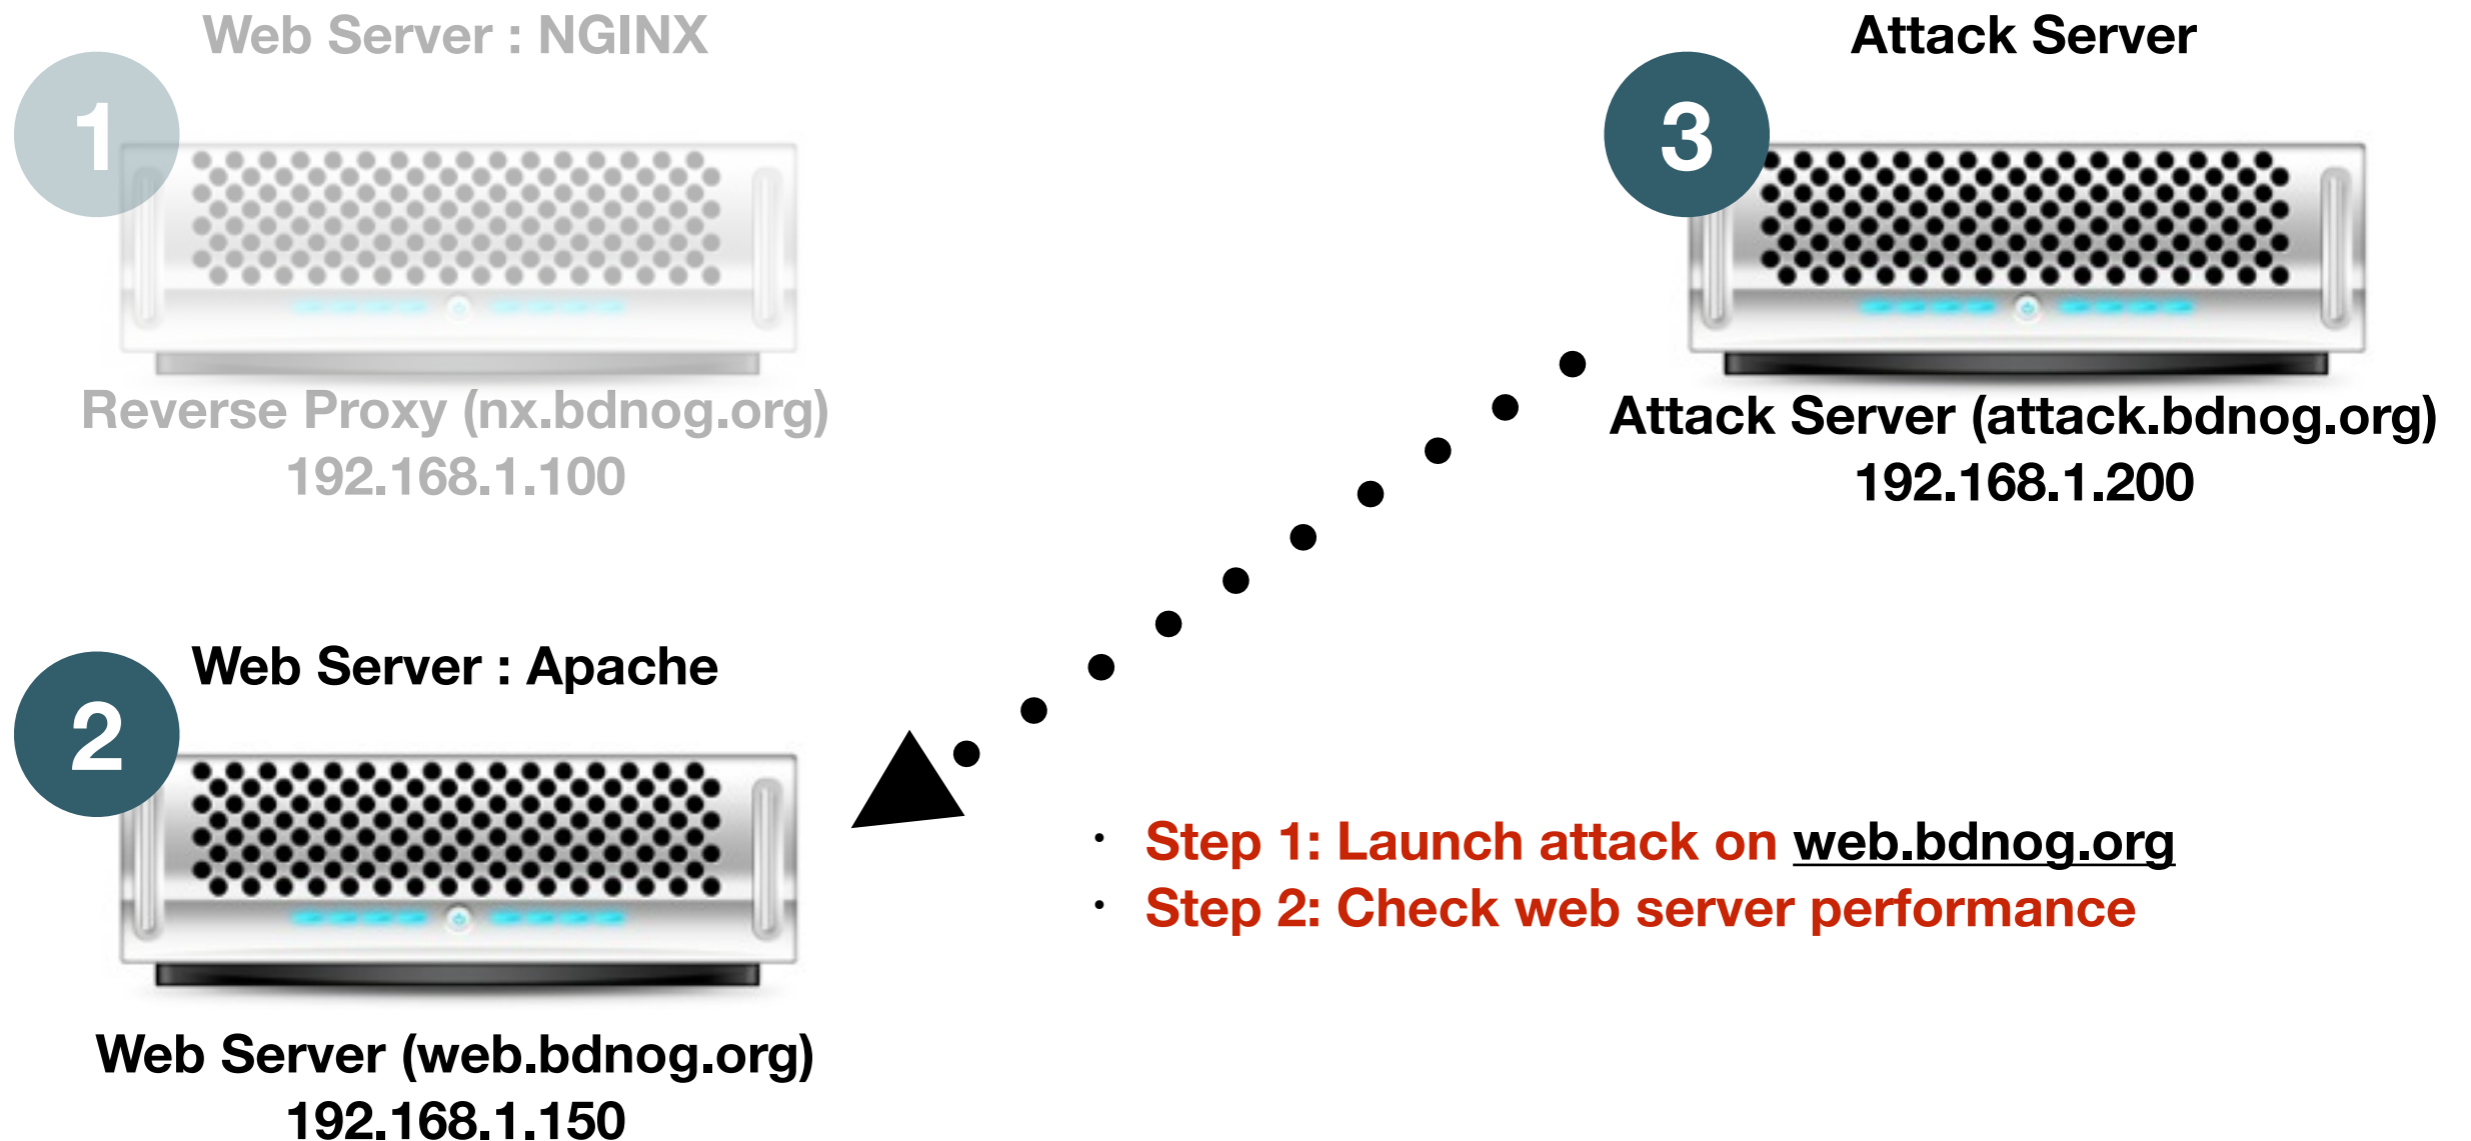 Web Server : NGINX
1
Reverse Proxy (nx.bdnog.org)
192.168.1.100
Attack Server
3
Attack Server (attack.bdnog.org)
192.168.1.200
Web Server : Apache
2
Web Server (web.bdnog.org)
192.168.1.150
· Step 1: Launch attack on web.bdnog.org
· Step 2: Check web server performance